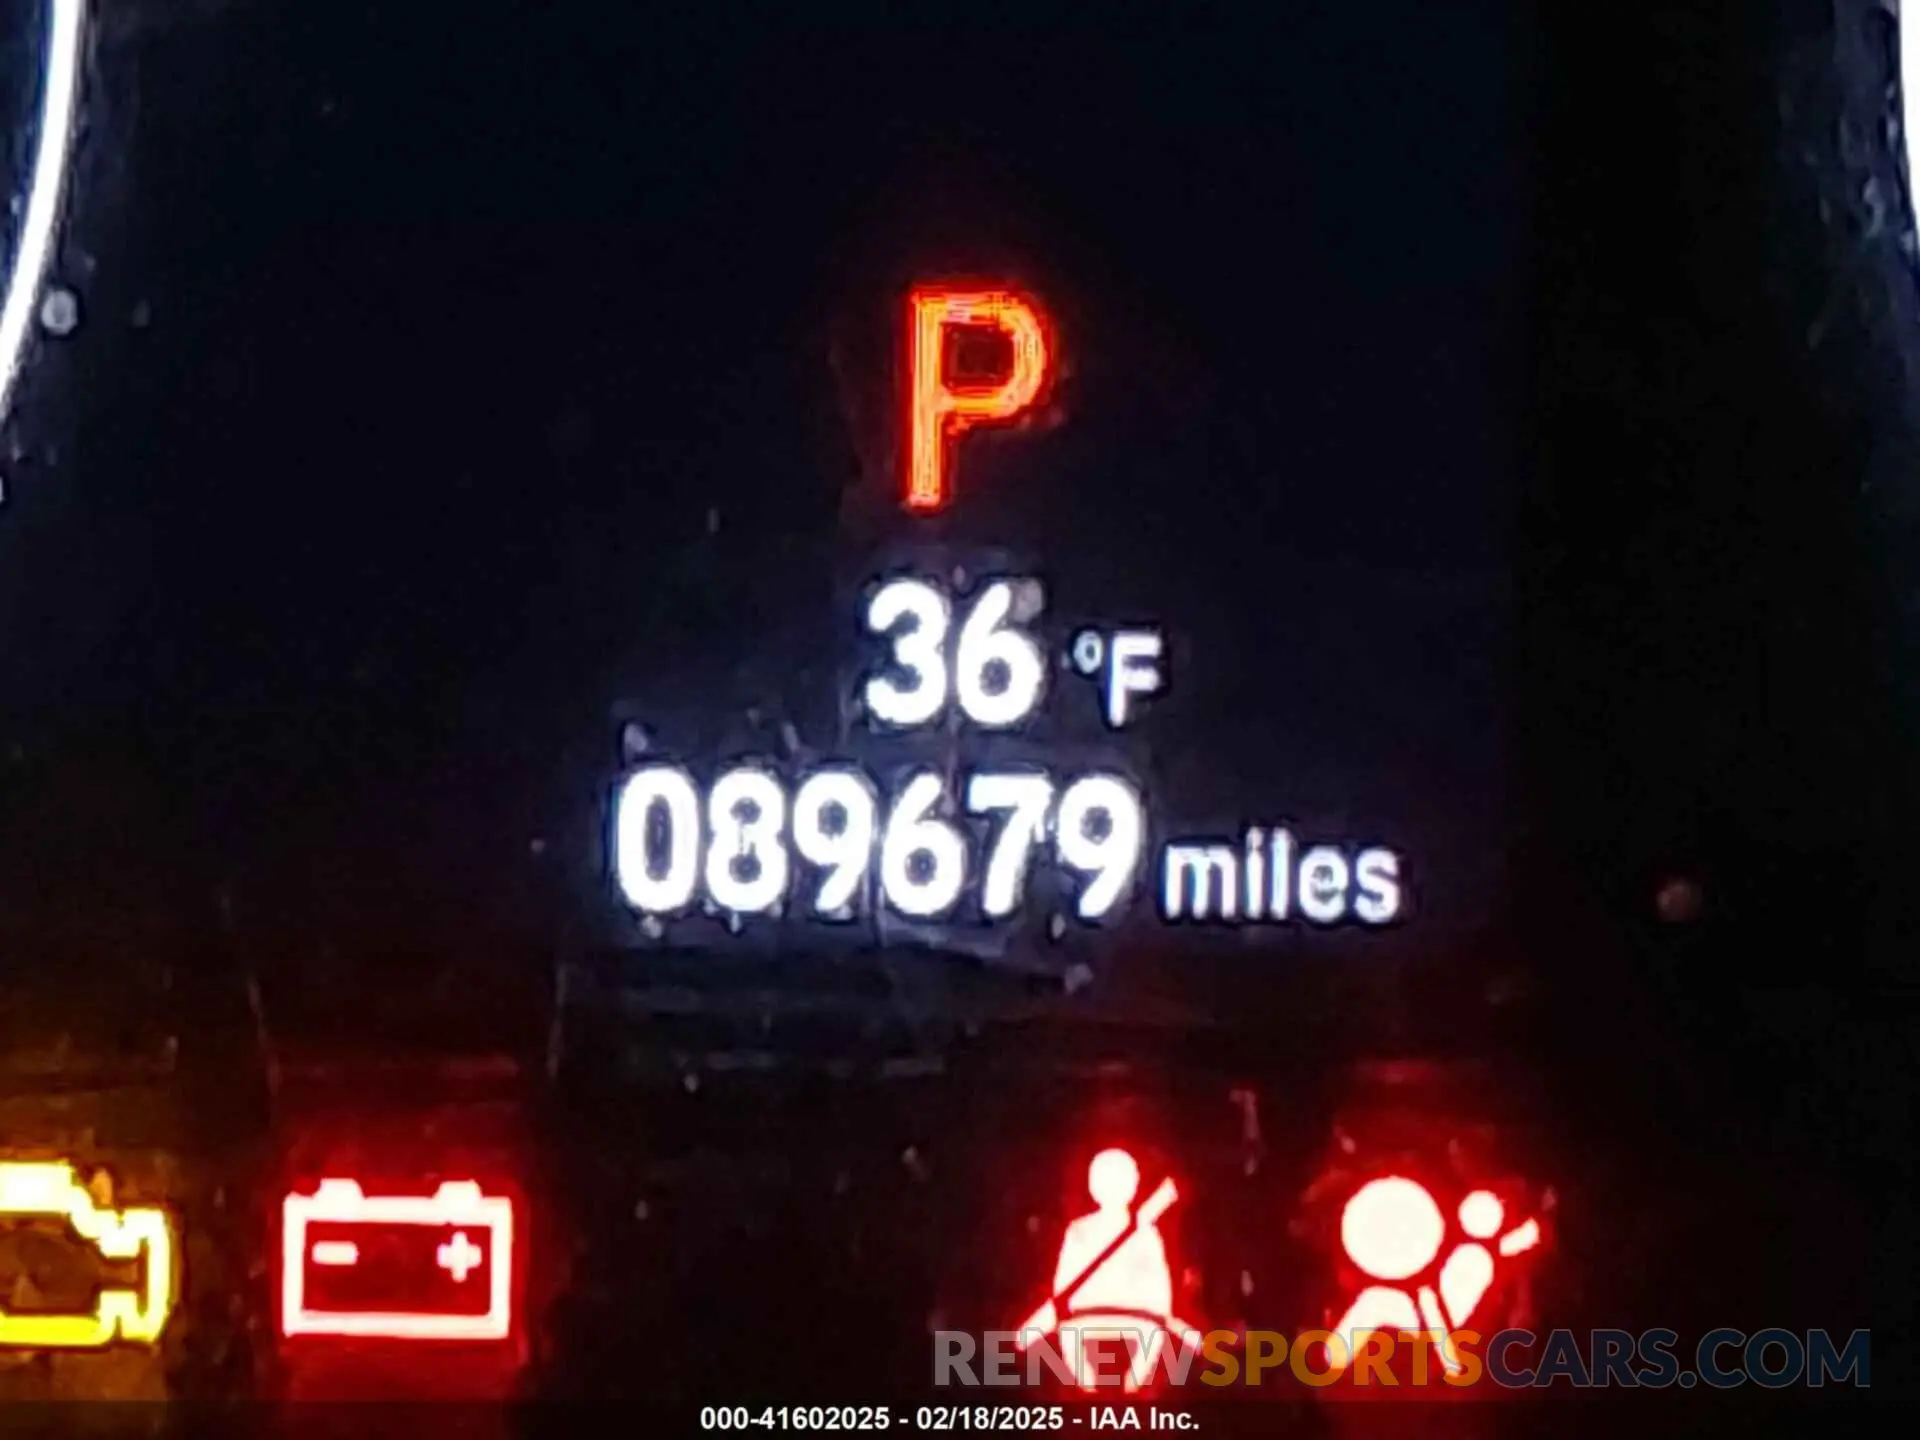 P
36 °F
089679 miles
RENEWSPORTSCARS.COM
000-41602025 - 02/18/2025 - IAA Inc.